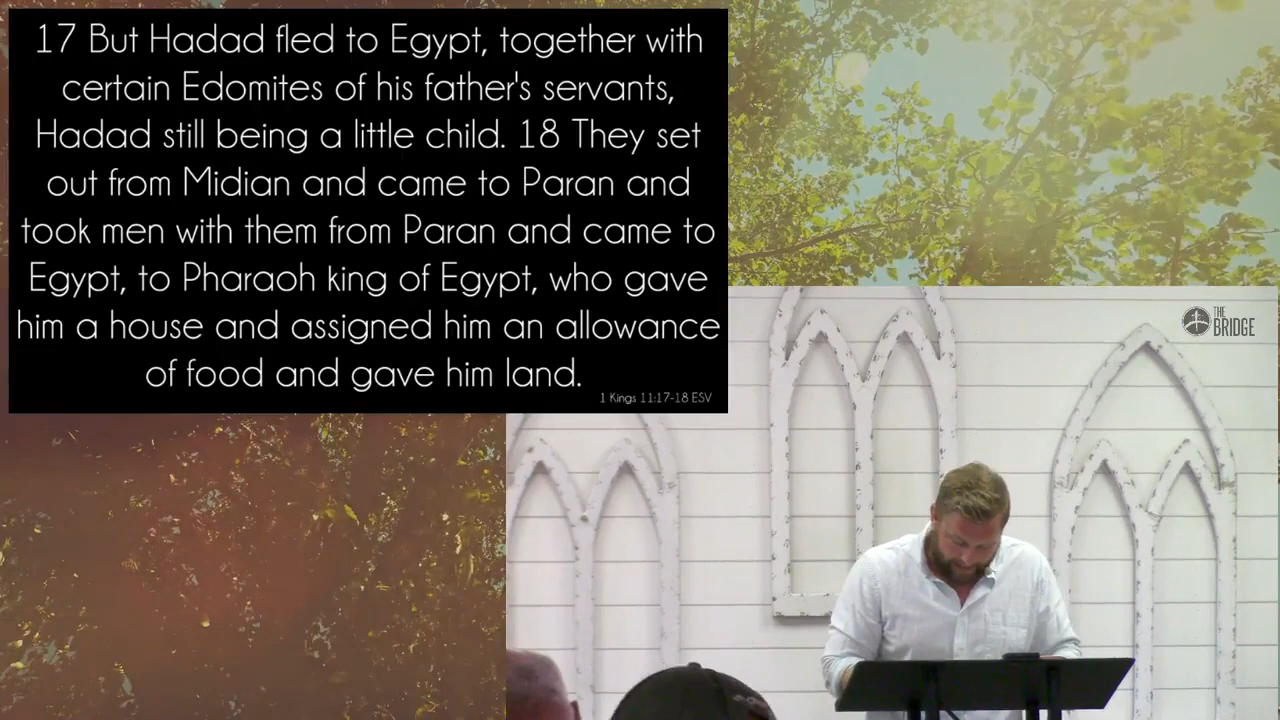 17 But Hadad fled to Egypt, together with
certain Edomites of his father's servants,
Hadad still being a little child. 18 They set
out from Midian and came to Paran and
took men with them from Paran and came to
Egypt, to Pharaoh king of Egypt, who gave
him a house and assigned him an allowance
of food and gave him land.
1 Kings 11:17-18 ESV
THE
BRIDGE